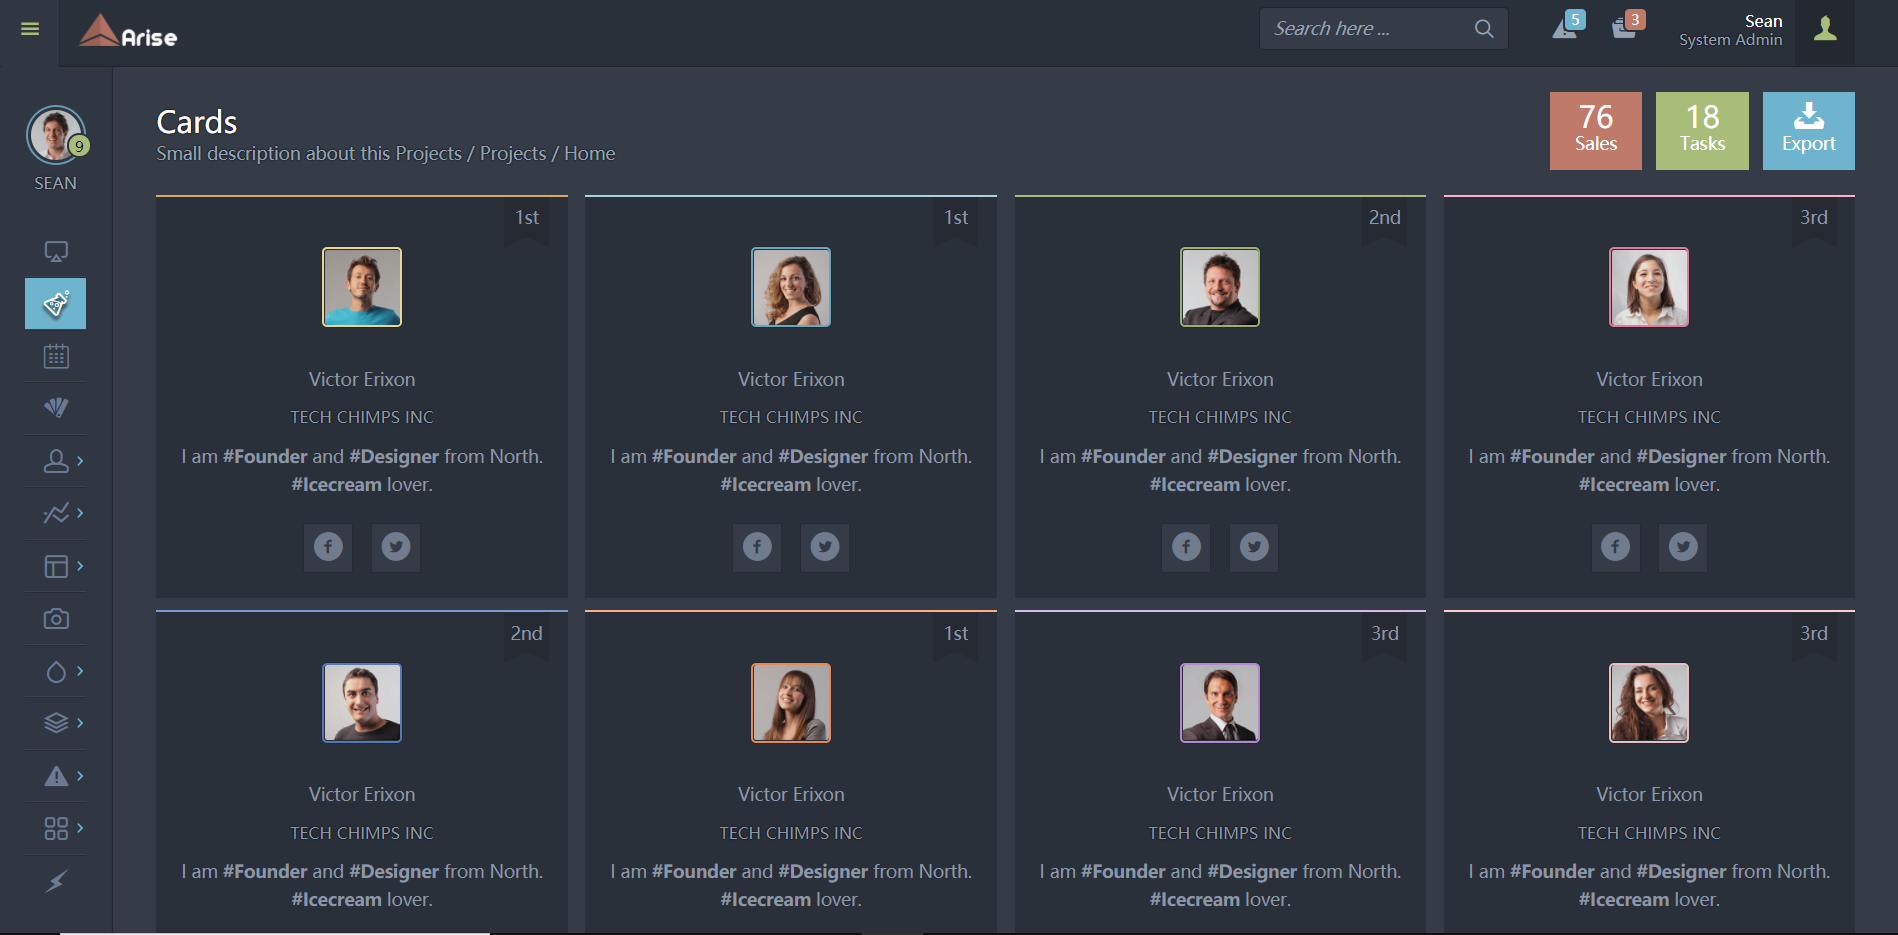 Arise
Search here ...
5
3
Sean
System Admin
9
SEAN
Cards
Small description about this Projects / Projects / Home
76
Sales
18
Tasks
Export
1st
Victor Erixon
TECH CHIMPS INC
I am #Founder and #Designer from North.
#Icecream lover.
1st
Victor Erixon
TECH CHIMPS INC
I am #Founder and #Designer from North.
#Icecream lover.
2nd
Victor Erixon
TECH CHIMPS INC
I am #Founder and #Designer from North.
#Icecream lover.
3rd
Victor Erixon
TECH CHIMPS INC
I am #Founder and #Designer from North.
#Icecream lover.
2nd
Victor Erixon
TECH CHIMPS INC
I am #Founder and #Designer from North.
#Icecream lover.
1st
Victor Erixon
TECH CHIMPS INC
I am #Founder and #Designer from North.
#Icecream lover.
3rd
Victor Erixon
TECH CHIMPS INC
I am #Founder and #Designer from North.
#Icecream lover.
3rd
Victor Erixon
TECH CHIMPS INC
I am #Founder and #Designer from North.
#Icecream lover.